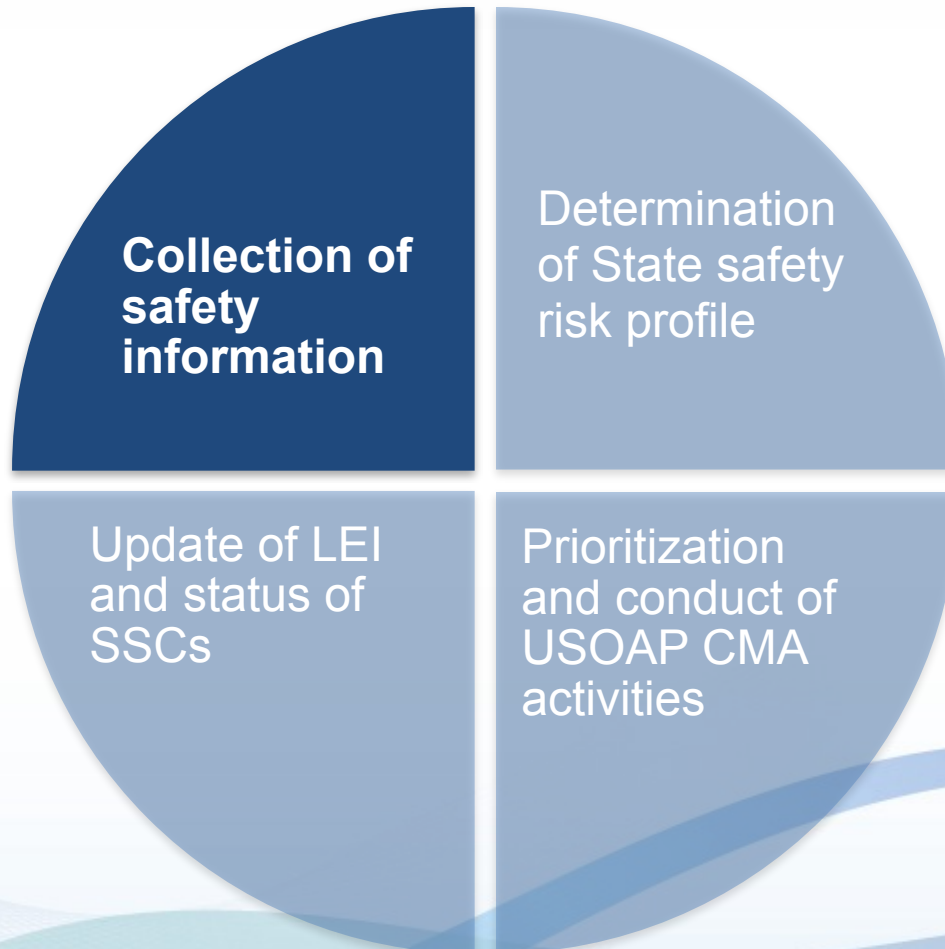 Collection of
safety
information
Determination
of State safety
risk profile
Update of LEI
and status of
SSCs
Prioritization
and conduct of
USOAP CMA
activities